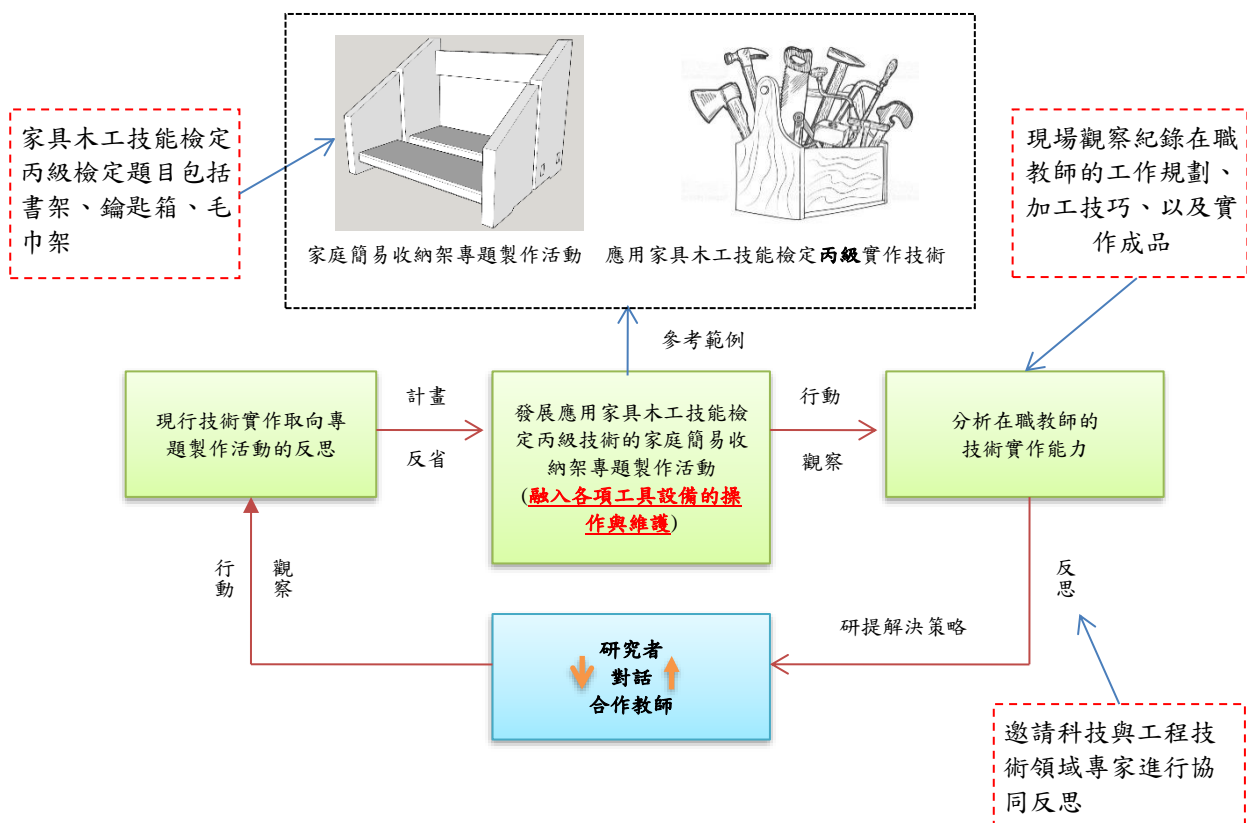 家具木工技能檢定
丙級檢定題目包括
書架、鑰匙箱、毛
巾架
家庭簡易收納架專題製作活動
應用家具木工技能檢定丙級實作技術
現場觀察紀錄在職
教師的工作規劃、
加工技巧、以及實
作成品
參考範例
現行技術實作取向專
題製作活動的反思
計畫
反省
發展應用家具木工技能檢
定丙級技術的家庭簡易收
納架專題製作活動
(融入各項工具設備的操
作與維護)
行動
觀察
分析在職教師的
技術實作能力
行動
觀察
研究者
對話
合作教師
研提解決策略
反思
邀請科技與工程技
術領域專家進行協
同反思